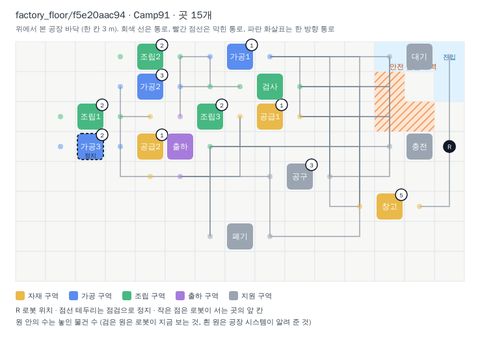 factory_floor/f5e20aac94 · Camp91 · 곳 15개
위에서 본 공장 바닥 (한 칸 3 m). 회색 선은 통로, 빨간 점선은 막힌 통로, 파란 화살표는 한 방향 통로
조립2 2
가공1 1
대기
진입
안전
역
가공2 3
검사
조립1 2
조립3 2
공급1 1
가공3 2
공급2 1
출하
충전
R
공구 3
창고 5
폐기
자재 구역
가공 구역
조립 구역
출하 구역
지원 구역
R 로봇 위치 · 점선 테두리는 점검으로 정지 · 작은 점은 로봇이 서는 곳의 앞 칸
원 안의 수는 놓인 물건 수 (검은 원은 로봇이 지금 보는 것, 흰 원은 공장 시스템이 알려 준 것)